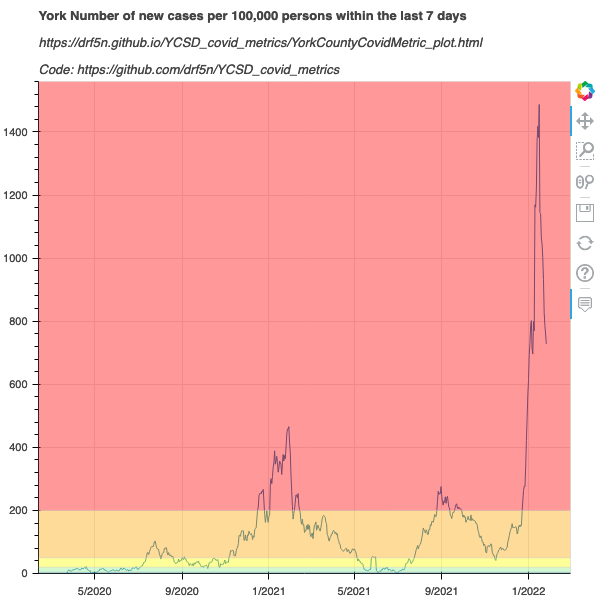 York Number of new cases per 100,000 persons within the last 7 days
https://drf5n.github.io/YCSD_covid_metrics/YorkCountyCovidMetric_plot.html
Code: https://github.com/drf5n/YCSD_covid_metrics
1400
1200
1000
800
600
400
200
0
5/2020 9/2020 1/2021 5/2021 9/2021 1/2022